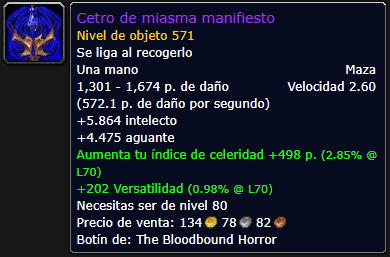 Cetro de miasma manifiesto
Nivel de objeto 571
Se liga al recogerlo
Una mano Maza
1,301 - 1,674 p. de daño Velocidad 2.60
(572.1 p. de daño por segundo)
+5.864 intelecto
+4.475 aguante
Aumenta tu índice de celeridad +498 p. (2.85% @
L70)
+202 Versatilidad (0.98% @ L70)
Necesitas ser de nivel 80
Precio de venta: 134 78 82
Botín de: The Bloodbound Horror